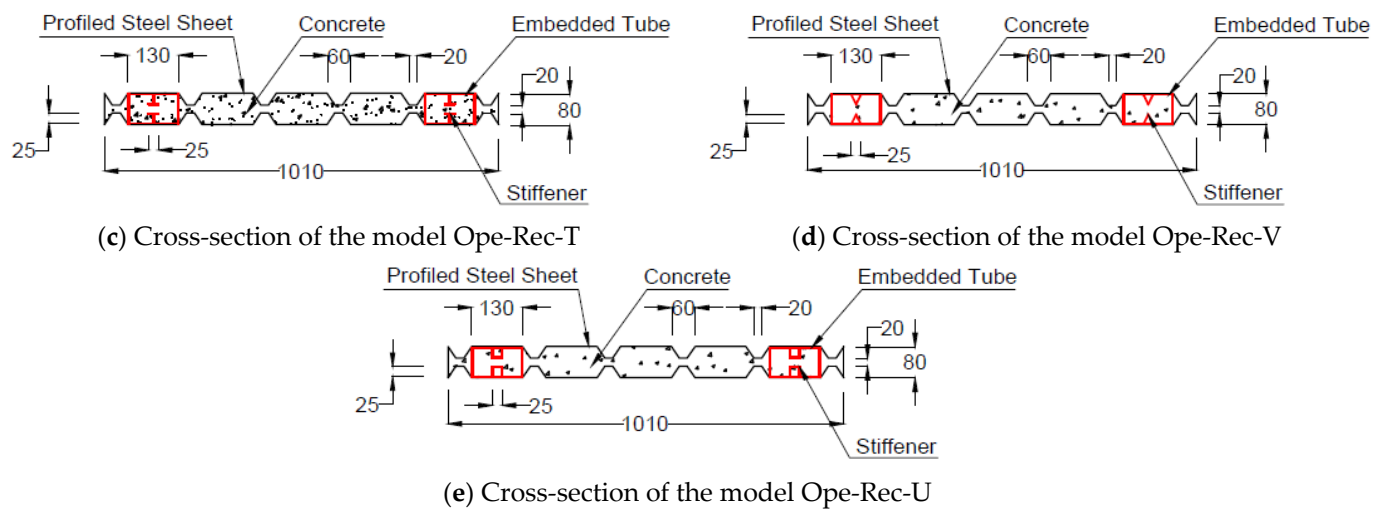 Profiled Steel Sheet Concrete Embedded Tube
130 60 20
20
80
25 25
1010
Stiffener
(c) Cross-section of the model Ope-Rec-T
Profiled Steel Sheet Concrete Embedded Tube
130 60 20
20
80
25 25
1010
Stiffener
(d) Cross-section of the model Ope-Rec-V
Profiled Steel Sheet Concrete Embedded Tube
130 60 20
20
80
25 25
1010
Stiffener
(e) Cross-section of the model Ope-Rec-U